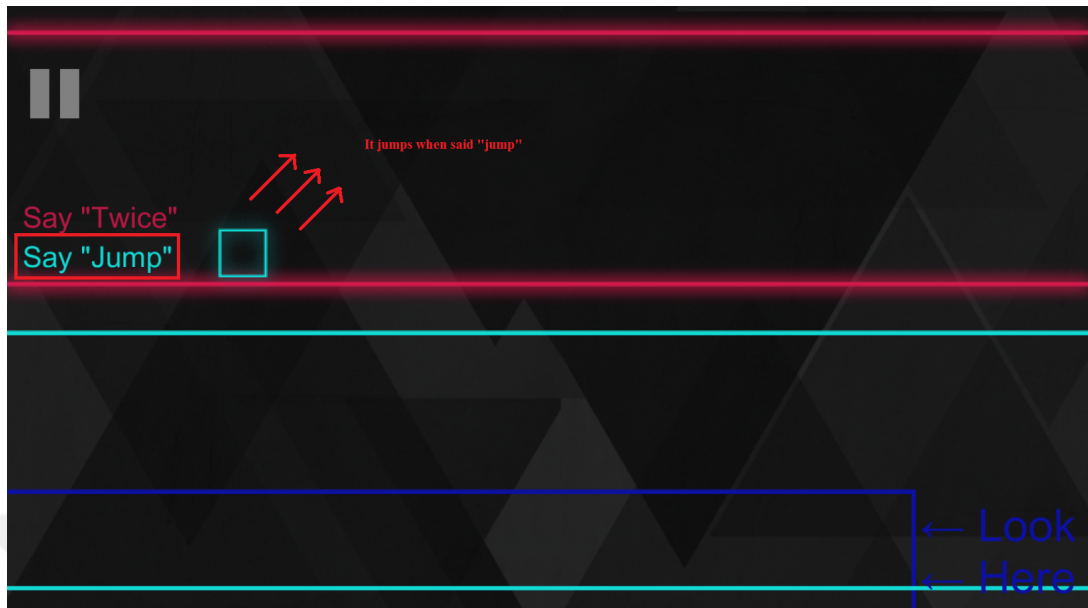 It jumps when said "jump"
Say "Twice"
Say "Jump"
← Look
← Here